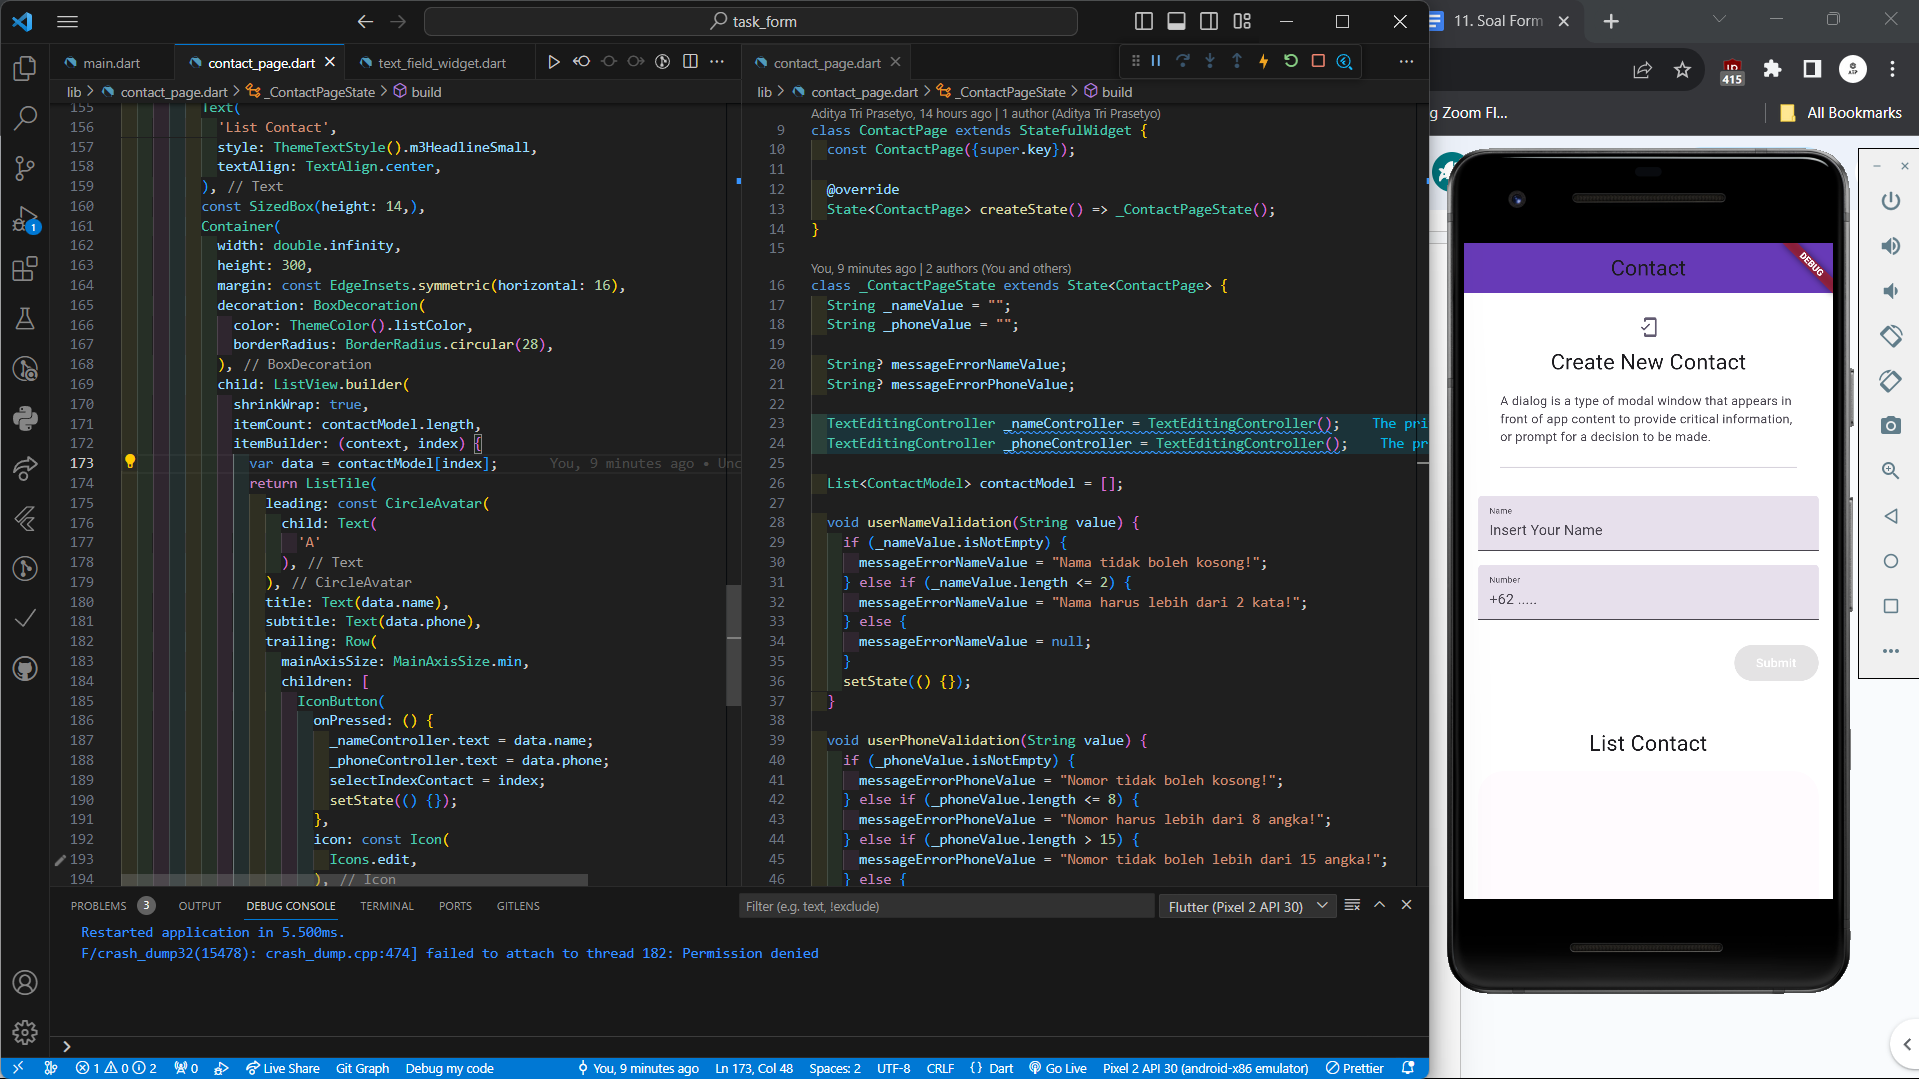 task_form
main.dart
contact_page.dart
text_field_widget.dart
contact_page.dart
lib > contact_page.dart > _ContactPageState > build
lib > contact_page.dart > _ContactPageState > build
155 Text(
156 'List Contact',
157 style: ThemeTextStyle().m3HeadlineSmall,
158 textAlign: TextAlign.center,
159 ), // Text
160 const SizedBox(height: 14,),
161 Container(
162 width: double.infinity,
163 height: 300,
164 margin: const EdgeInsets.symmetric(horizontal: 16),
165 decoration: BoxDecoration(
166 color: ThemeColor().listColor,
167 borderRadius: BorderRadius.circular(28),
168 ), // BoxDecoration
169 child: ListView.builder(
170 shrinkWrap: true,
171 itemCount: contactModel.length,
172 itemBuilder: (context, index) {
173 var data = contactModel[index]; You, 9 minutes ago • Unc
174 return ListTile(
175 leading: const CircleAvatar(
176 child: Text(
177 'A'
178 ), // Text
179 ), // CircleAvatar
180 title: Text(data.name),
181 subtitle: Text(data.phone),
182 trailing: Row(
183 mainAxisSize: MainAxisSize.min,
184 children: [
185 IconButton(
186 onPressed: () {
187 _nameController.text = data.name;
188 _phoneController.text = data.phone;
189 selectIndexContact = index;
190 setState(() {});
191 },
192 icon: const Icon(
193 Icons.edit,
194 ), // Icon
Aditya Tri Prasetyo, 14 hours ago | 1 author (Aditya Tri Prasetyo)
9 class ContactPage extends StatefulWidget {
10 const ContactPage({super.key});
11
12 @override
13 State<ContactPage> createState() => _ContactPageState();
14 }
15
You, 9 minutes ago | 2 authors (You and others)
16 class _ContactPageState extends State<ContactPage> {
17 String _nameValue = "";
18 String _phoneValue = "";
19
20 String? messageErrorNameValue;
21 String? messageErrorPhoneValue;
22
23 TextEditingController _nameController = TextEditingController(); The pri
24 TextEditingController _phoneController = TextEditingController(); The pr
25
26 List<ContactModel> contactModel = [];
27
28 void userNameValidation(String value) {
29 if (_nameValue.isNotEmpty) {
30 messageErrorNameValue = "Nama tidak boleh kosong!";
31 } else if (_nameValue.length <= 2) {
32 messageErrorNameValue = "Nama harus lebih dari 2 kata!";
33 } else {
34 messageErrorNameValue = null;
35 }
36 setState(() {});
37 }
38
39 void userPhoneValidation(String value) {
40 if (_phoneValue.isNotEmpty) {
41 messageErrorPhoneValue = "Nomor tidak boleh kosong!";
42 } else if (_phoneValue.length <= 8) {
43 messageErrorPhoneValue = "Nomor harus lebih dari 8 angka!";
44 } else if (_phoneValue.length > 15) {
45 messageErrorPhoneValue = "Nomor tidak boleh lebih dari 15 angka!";
46 } else {
PROBLEMS 3 OUTPUT DEBUG CONSOLE TERMINAL PORTS GITLENS
Filter (e.g. text, !exclude)
Flutter (Pixel 2 API 30)
Restarted application in 5.500ms.
F/crash_dump32(15478): crash_dump.cpp:474] failed to attach to thread 182: Permission denied
1 0 2 0 Live Share Git Graph Debug my code You, 9 minutes ago Ln 173, Col 48 Spaces: 2 UTF-8 CRLF {} Dart Go Live Pixel 2 API 30 (android-x86 emulator) Prettier
1
11. Soal Form
415
g Zoom Fl...
All Bookmarks
Contact
DEBUG
Create New Contact
A dialog is a type of modal window that appears in
front of app content to provide critical information,
or prompt for a decision to be made.
Name
Insert Your Name
Number
+62 .....
Submit
List Contact